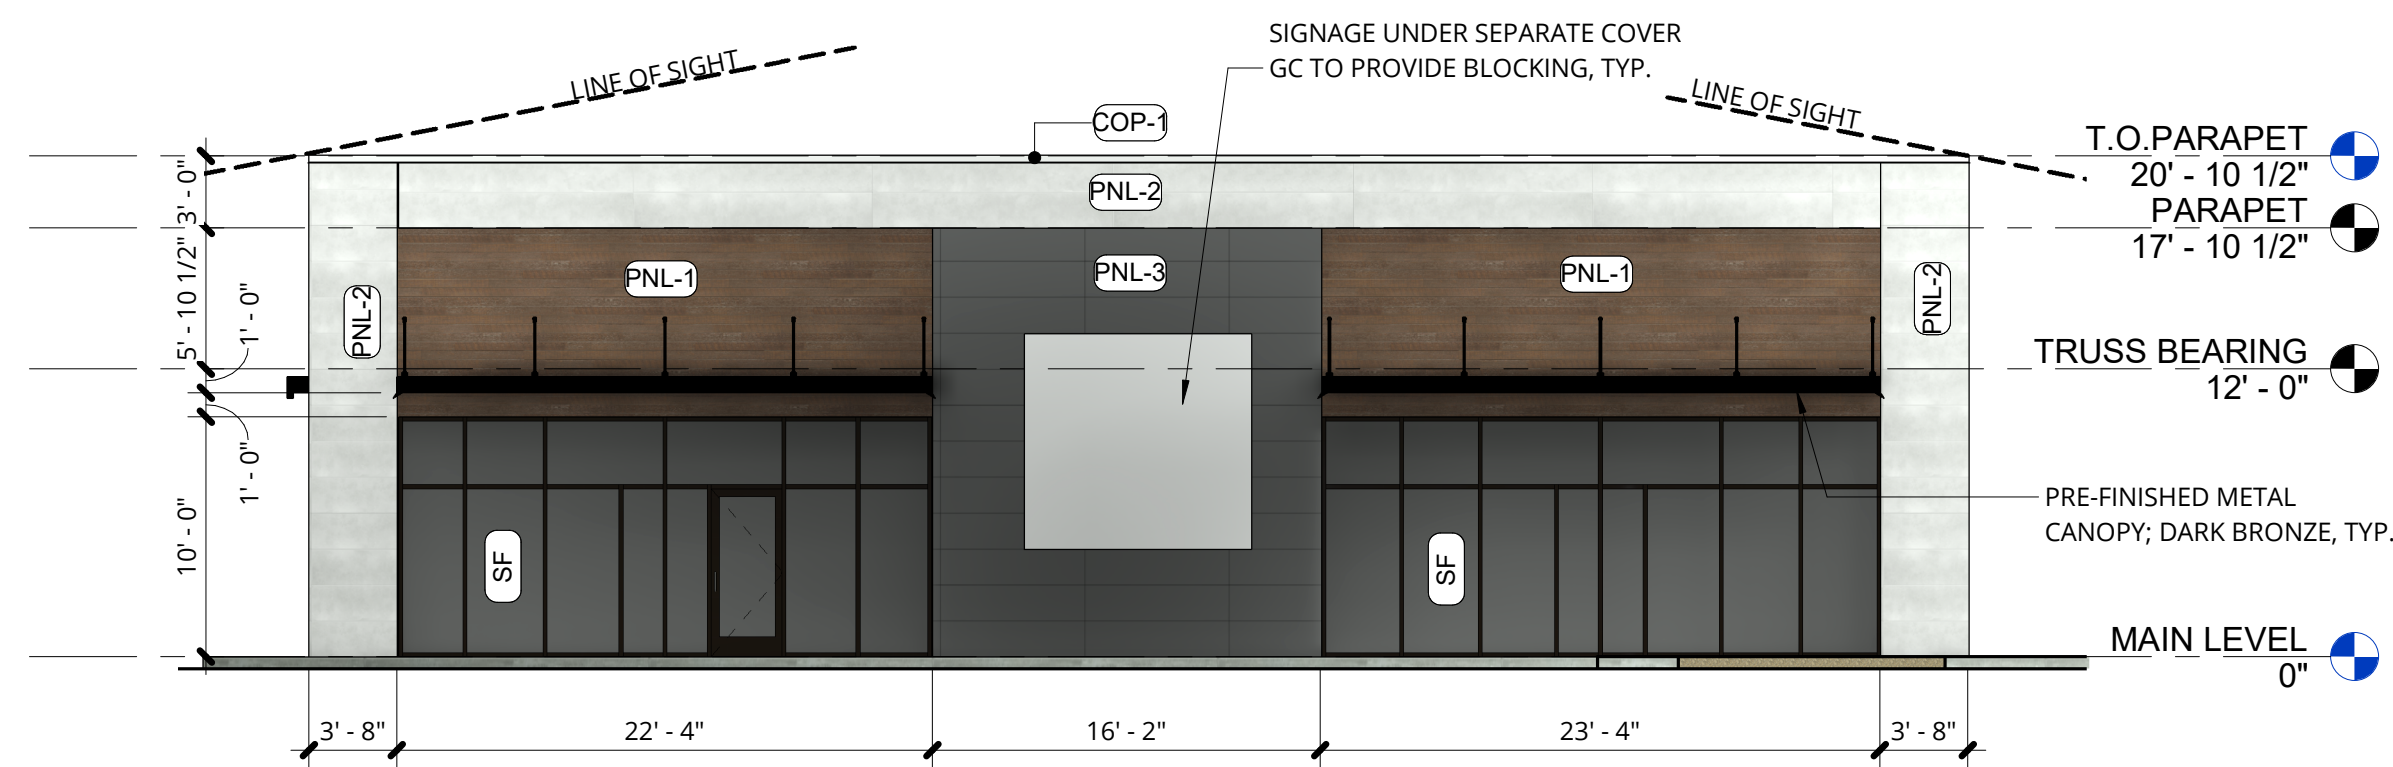 SIGNAGE UNDER SEPARATE COVER
GC TO PROVIDE BLOCKING, TYP.
LINE OF SIGHT
LINE OF SIGHT
COP-1
T.O.PARAPET
20' - 10 1/2"
PARAPET
17' - 10 1/2"
TRUSS BEARING
12' - 0"
MAIN LEVEL
0"
3' - 0"
5' - 10 1/2"
1' - 0"
1' - 0"
10' - 0"
PNL-2
PNL-2
PNL-1
PNL-3
PNL-1
PNL-2
SF
SF
PRE-FINISHED METAL
CANOPY; DARK BRONZE, TYP.
3' - 8"
22' - 4"
16' - 2"
23' - 4"
3' - 8"